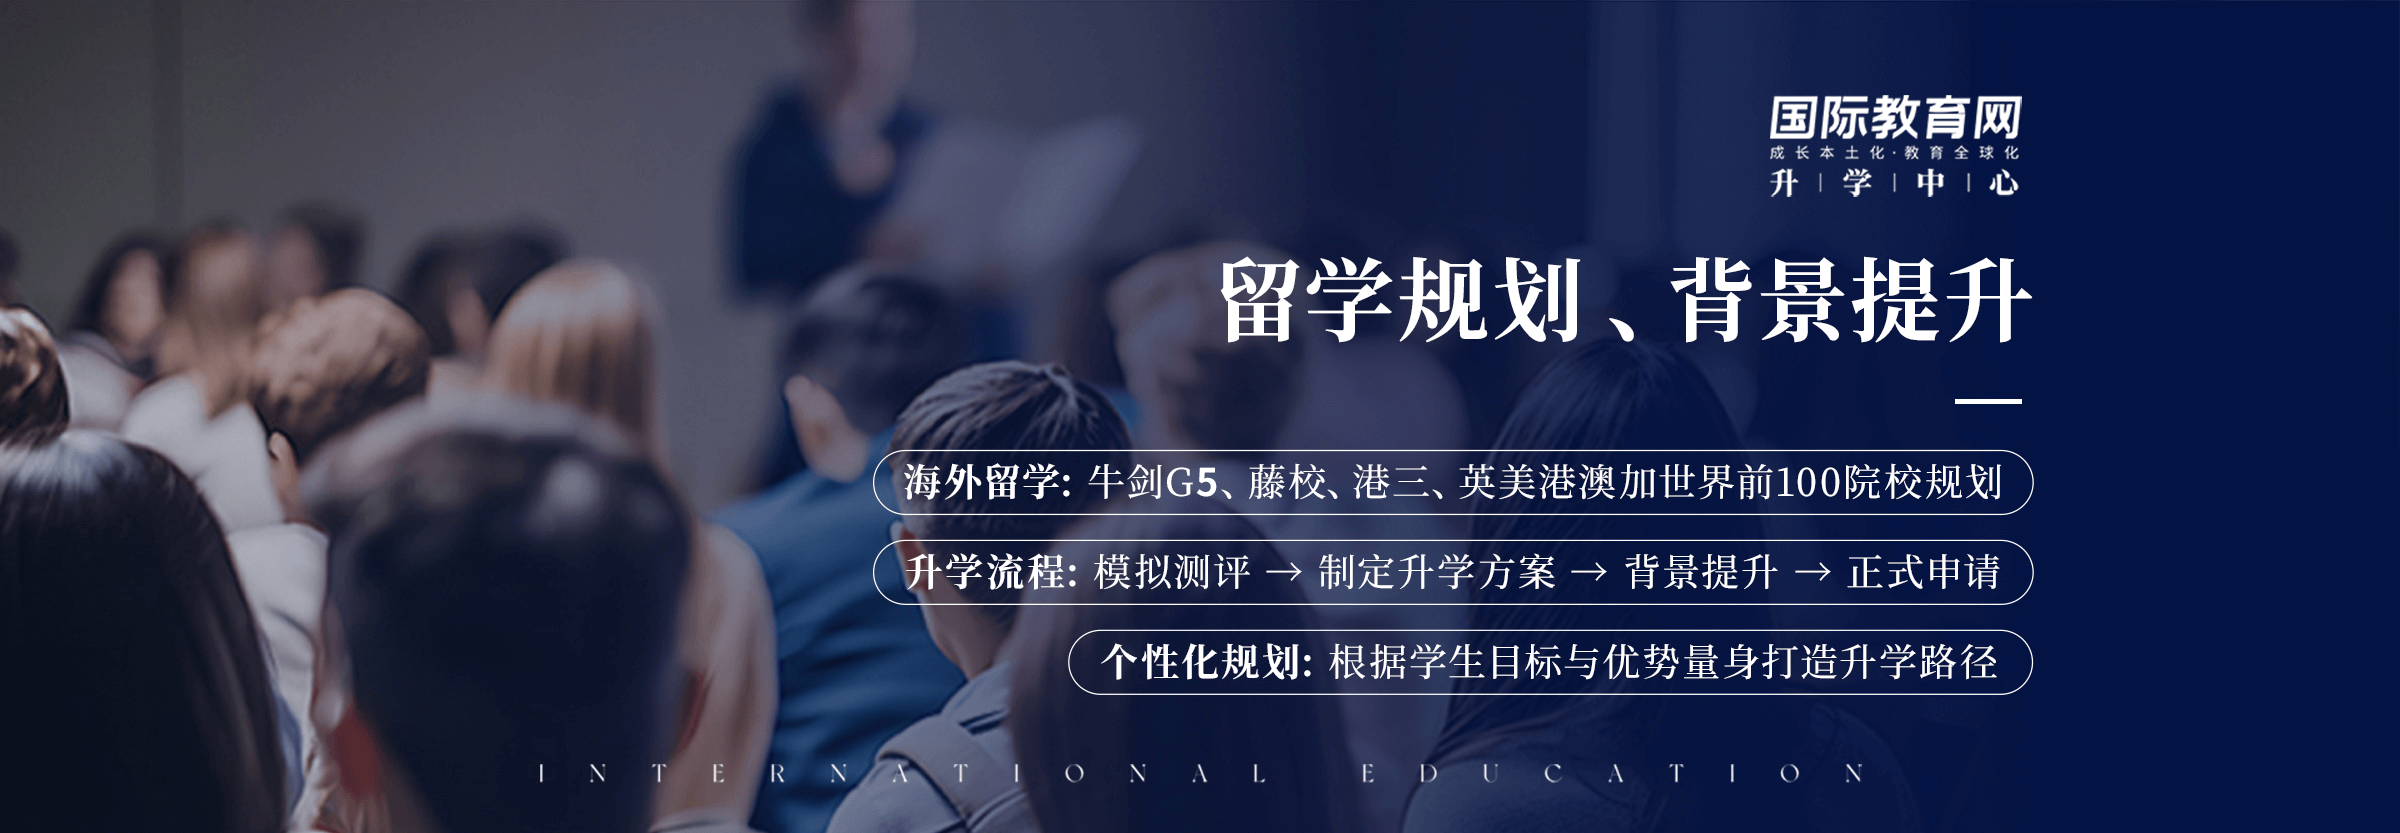 国际教育网
成长本土化·教育全球化
升|学|中|心
留学规划、背景提升
海外留学: 牛剑G5、藤校、港三、英美港澳加世界前100院校规划
升学流程: 模拟测评 → 制定升学方案 → 背景提升 → 正式申请
个性化规划: 根据学生目标与优势量身打造升学路径
INTERNATIONAL EDUCATION